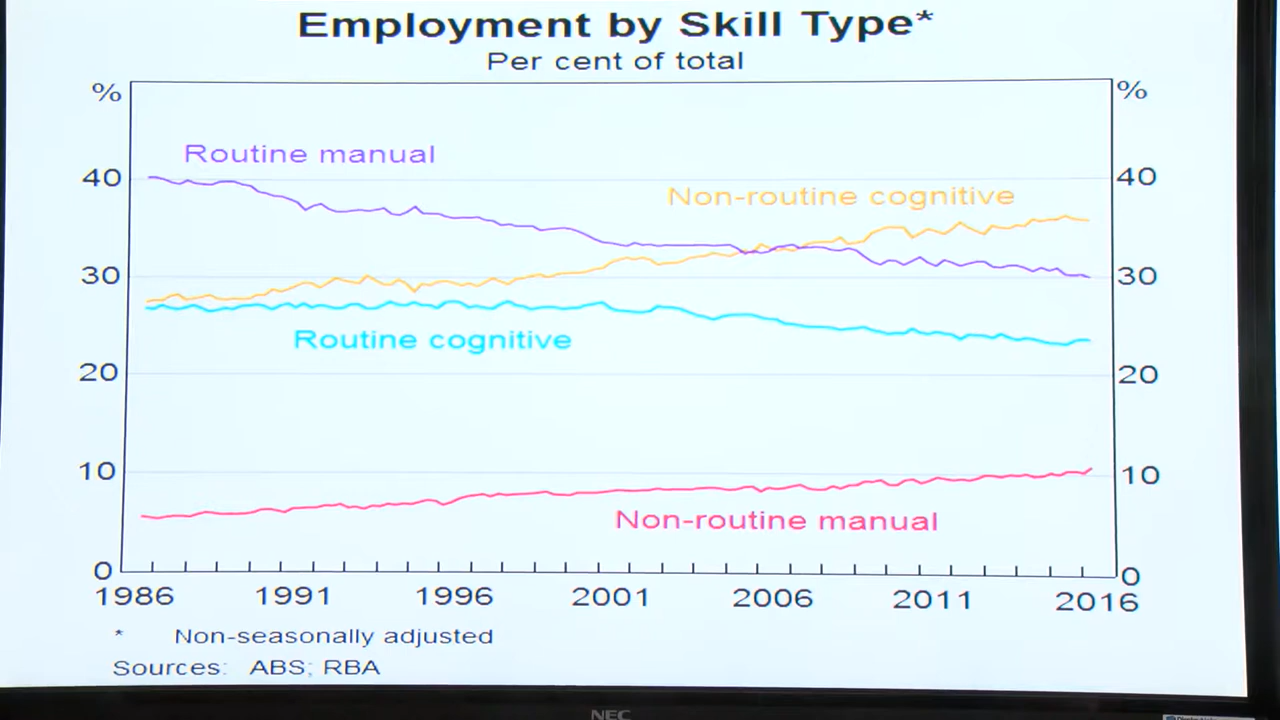 Employment by Skill Type*
Per cent of total
% %
Routine manual
40 40
Non-routine cognitive
30 30
Routine cognitive
20 20
10 10
Non-routine manual
0 0
1986 1991 1996 2001 2006 2011 2016
* Non-seasonally adjusted
Sources: ABS; RBA
NEC